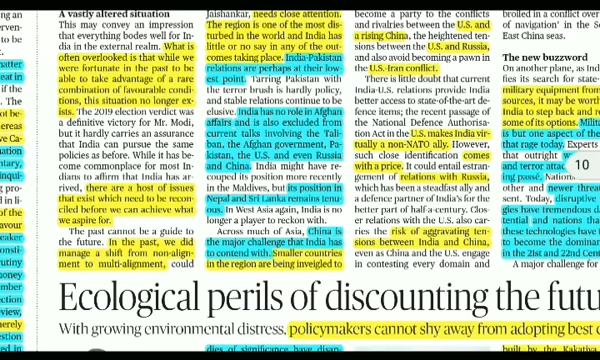 A vastly altered situation
This may convey an impression
that everything bodes well for In-
dia in the external realm. What is
often overlooked is that while we
were fortunate in the past to be
able to take advantage of a rare
combination of favourable condi-
tions, this situation no longer ex-
ists. The 2019 election verdict was
a definitive victory for Mr. Modi,
but it hardly carries an assurance
that India can pursue the same
policies as before. While it has be-
come commonplace for most In-
dians to affirm that India has ar-
rived, there are a host of issues
that exist which need to be recon-
ciled before we can achieve what
we aspire for.
The past cannot be a guide to
the future. In the past, we did
manage a shift from non-align-
ment to multi-alignment, could
Jaishankar, needs close attention.
The region is one of the most dis-
turbed in the world and India has
little or no say in any of the out-
comes taking place. India-Pakistan
relations are perhaps at their low-
est point. Tarring Pakistan with
the terror brush is hardly policy,
and stable relations continue to be
elusive. India has no role in Afghan
affairs and is also excluded from
current talks involving the Tali-
ban, the Afghan government, Pa-
kistan, the U.S. and even Russia
and China. India might have re-
couped its position more recently
in the Maldives, but its position in
Nepal and Sri Lanka remains tenu-
ous. In West Asia again, India is no
longer a player to reckon with.
Across much of Asia, China is
the major challenge that India has
to contend with. Smaller countries
in the region are being inveigled to
become a party to the conflicts
and rivalries between the U.S. and
a rising China, the heightened ten-
sions between the U.S. and Russia,
and also avoid becoming a pawn in
the U.S.-Iran conflict.
There is little doubt that current
India-U.S. relations provide India
better access to state-of-the-art de-
fence items; the recent passage of
the National Defence Authorisa-
tion Act in the U.S. makes India vir-
tually a non-NATO ally. However,
such close identification comes
with a price. It could entail estran-
gement of relations with Russia,
which has been a steadfast ally and
a defence partner of India's for the
better part of half-a-century. Clos-
er relations with the U.S. also car-
ries the risk of aggravating ten-
sions between India and China,
even as China and the U.S. engage
in contesting every domain and
broiled in a conflict over
of navigation' in the So
East China seas.
The new buzzword
On another plane, as Ind
fies its search for state-
military equipment from
sources, it may be worth
India to step back and r
some of its options. Milit
is but one aspect of the
that rage today. Experts
that outright
and terror attac
ing passé. Nation
other and newer threat
sent. Today, disruptive
gies have tremendous d
tential and nations that
these technologies have t
to become the dominan
in the 21st and 22nd Cent
A major challenge for
10
Ecological perils of discounting the futu
With growing environmental distress, policymakers cannot shy away from adopting best
dies of significance have disap-
built by the Kakatiya